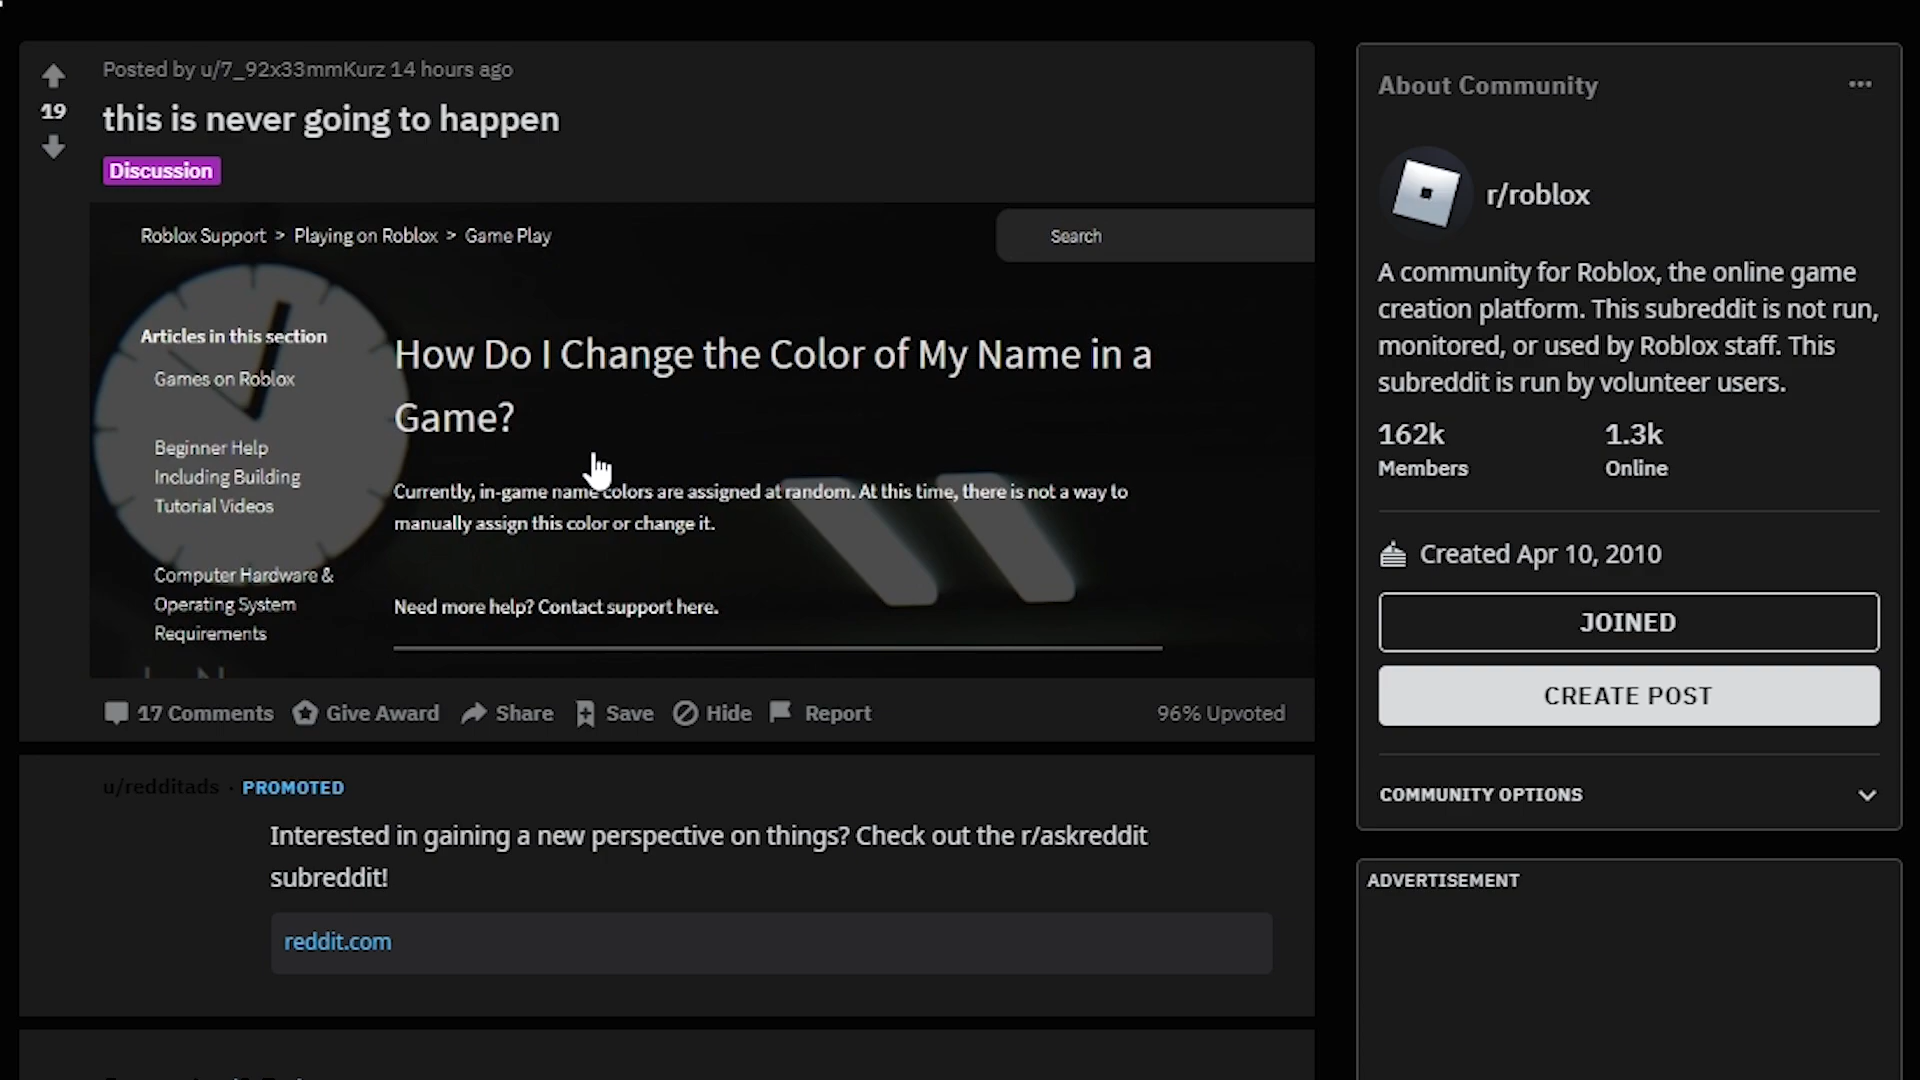 Posted by u/7_92x33mmKurz 14 hours ago
19
this is never going to happen
Discussion
Roblox Support > Playing on Roblox > Game Play
Search
Articles in this section
Games on Roblox
Beginner Help
Including Building
Tutorial Videos
Computer Hardware &
Operating System
Requirements
How Do I Change the Color of My Name in a
Game?
Currently, in-game name colors are assigned at random. At this time, there is not a way to
manually assign this color or change it.
Need more help? Contact support here.
17 Comments Give Award Share Save Hide Report 96% Upvoted
u/redditads · PROMOTED
Interested in gaining a new perspective on things? Check out the r/askreddit
subreddit!
reddit.com
About Community
r/roblox
A community for Roblox, the online game
creation platform. This subreddit is not run,
monitored, or used by Roblox staff. This
subreddit is run by volunteer users.
162k 1.3k
Members Online
Created Apr 10, 2010
JOINED
CREATE POST
COMMUNITY OPTIONS
ADVERTISEMENT